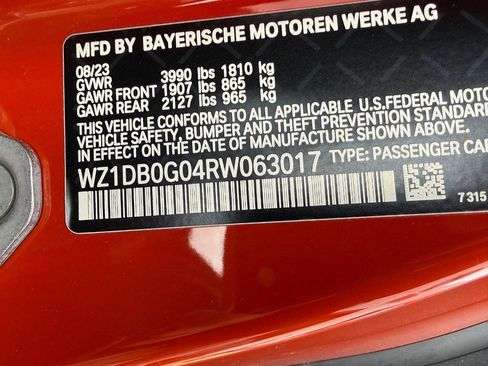 MFD BY BAYERISCHE MOTOREN WERKE AG
08/23
GVWR 3990 lbs 1810 kg
GAWR FRONT 1907 lbs 865 kg
GAWR REAR 2127 lbs 965 kg
THIS VEHICLE CONFORMS TO ALL APPLICABLE U.S.FEDERAL MOTO
VEHICLE SAFETY, BUMPER AND THEFT PREVENTION STANDARD
IN EFFECT ON THE DATE OF MANUFACTURE SHOWN ABOVE.
WZ1DB0G04RW063017 TYPE: PASSENGER CAR
7315